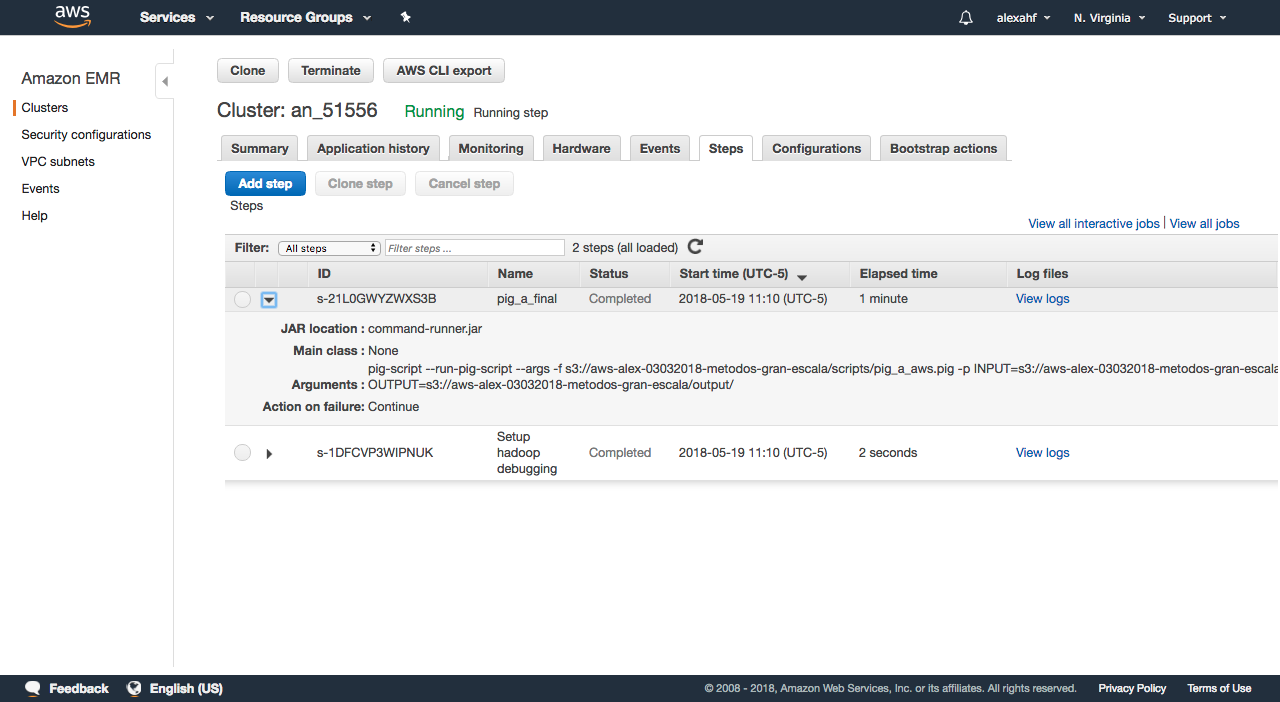 aws Services Resource Groups alexahf N. Virginia Support
Amazon EMR
Clusters
Security configurations
VPC subnets
Events
Help
Clone Terminate AWS CLI export
Cluster: an_51556 Running Running step
Summary Application history Monitoring Hardware Events Steps Configurations Bootstrap actions
Add step Clone step Cancel step
Steps
View all interactive jobs | View all jobs
Filter: All steps Filter steps ... 2 steps (all loaded)
ID Name Status Start time (UTC-5) Elapsed time Log files
s-21L0GWYZWXS3B pig_a_final Completed 2018-05-19 11:10 (UTC-5) 1 minute View logs
JAR location : command-runner.jar
Main class : None
pig-script --run-pig-script --args -f s3://aws-alex-03032018-metodos-gran-escala/scripts/pig_a_aws.pig -p INPUT=s3://aws-alex-03032018-metodos-gran-escala
Arguments : OUTPUT=s3://aws-alex-03032018-metodos-gran-escala/output/
Action on failure: Continue
s-1DFCVP3WIPNUK Setup hadoop debugging Completed 2018-05-19 11:10 (UTC-5) 2 seconds View logs
Feedback English (US) © 2008 - 2018, Amazon Web Services, Inc. or its affiliates. All rights reserved. Privacy Policy Terms of Use